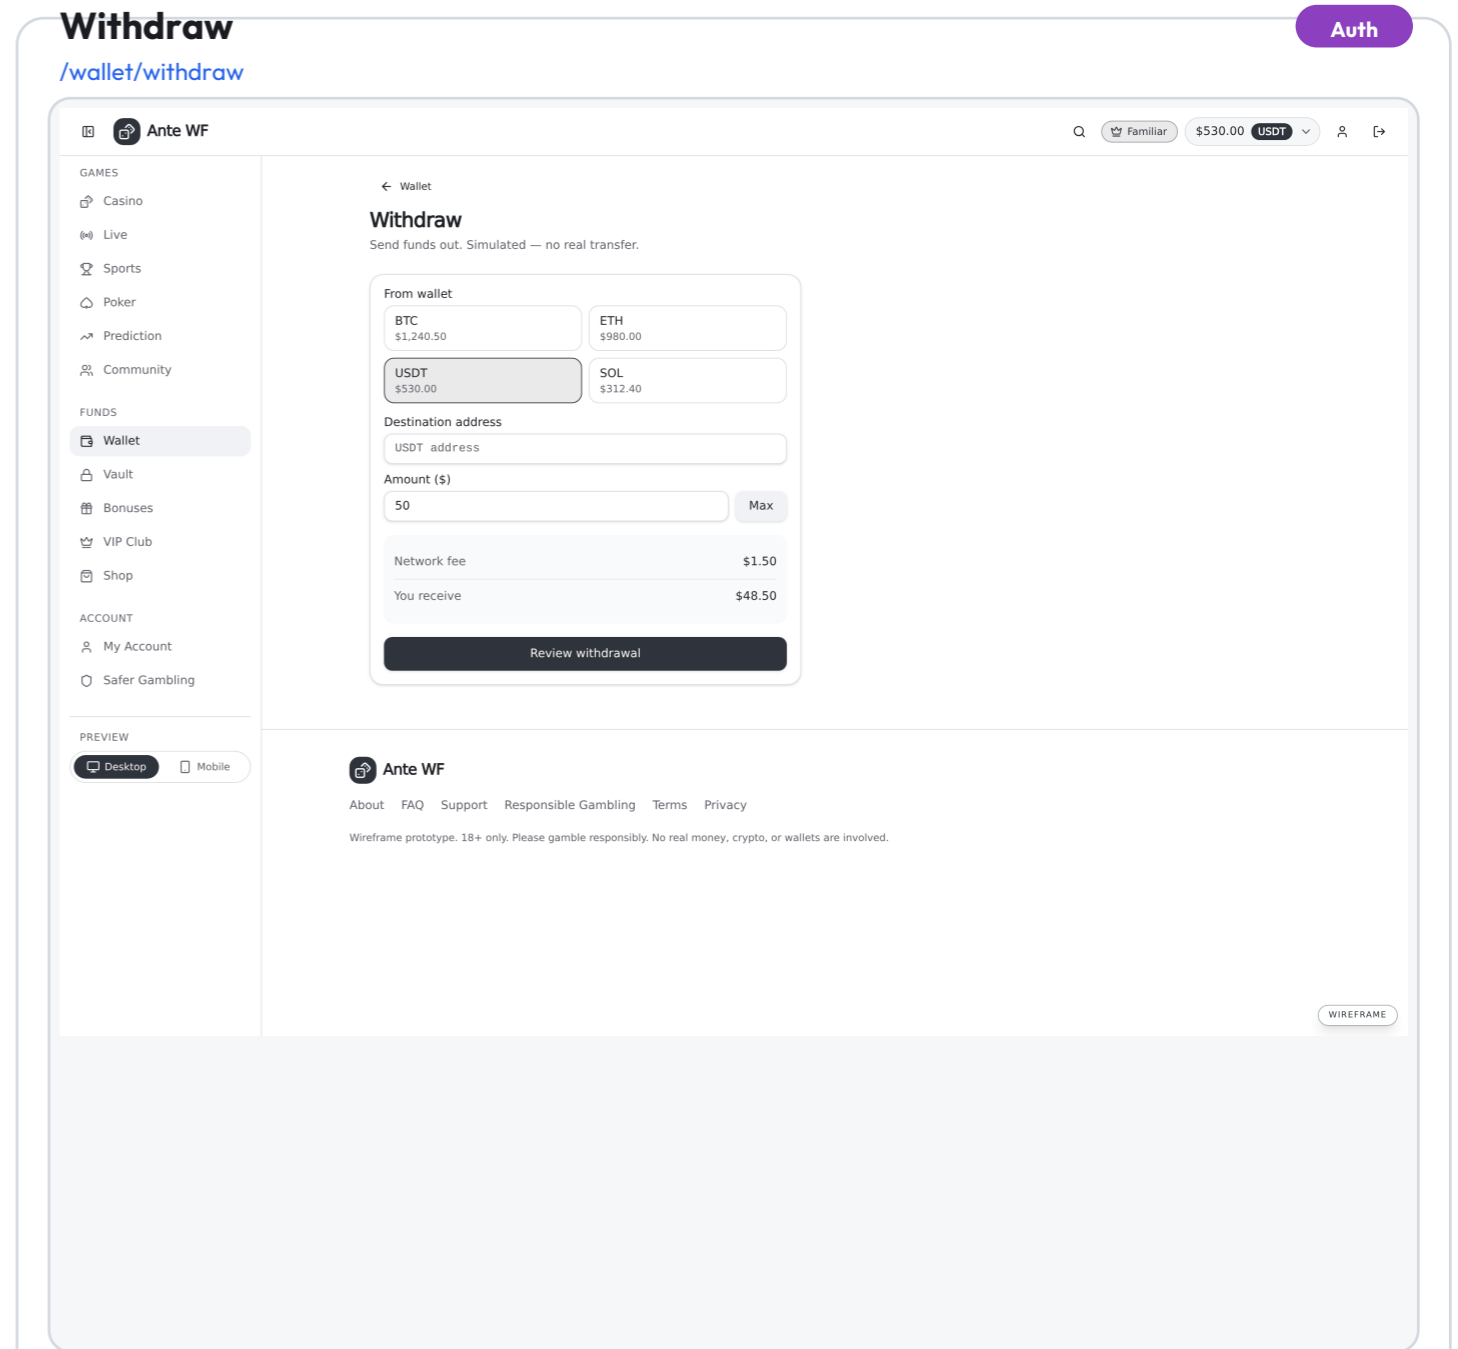 Withdraw
Auth
/wallet/withdraw
Ante WF
Familiar
$530.00 USDT
GAMES
Casino
Live
Sports
Poker
Prediction
Community
FUNDS
Wallet
Vault
Bonuses
VIP Club
Shop
ACCOUNT
My Account
Safer Gambling
PREVIEW
Desktop Mobile
Wallet
Withdraw
Send funds out. Simulated — no real transfer.
From wallet
BTC
$1,240.50
ETH
$980.00
USDT
$530.00
SOL
$312.40
Destination address
USDT address
Amount ($)
50
Max
Network fee $1.50
You receive $48.50
Review withdrawal
Ante WF
About FAQ Support Responsible Gambling Terms Privacy
Wireframe prototype. 18+ only. Please gamble responsibly. No real money, crypto, or wallets are involved.
WIREFRAME